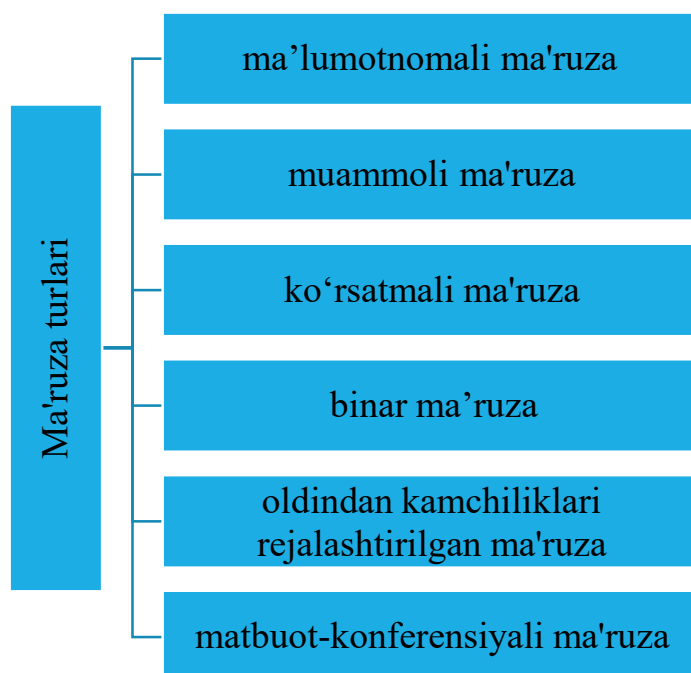 Ma'ruza turlari
ma’lumotnomali ma'ruza
muammoli ma'ruza
ko‘rsatmali ma'ruza
binar ma’ruza
oldindan kamchiliklari
rejalashtirilgan ma'ruza
matbuot-konferensiyali ma'ruza